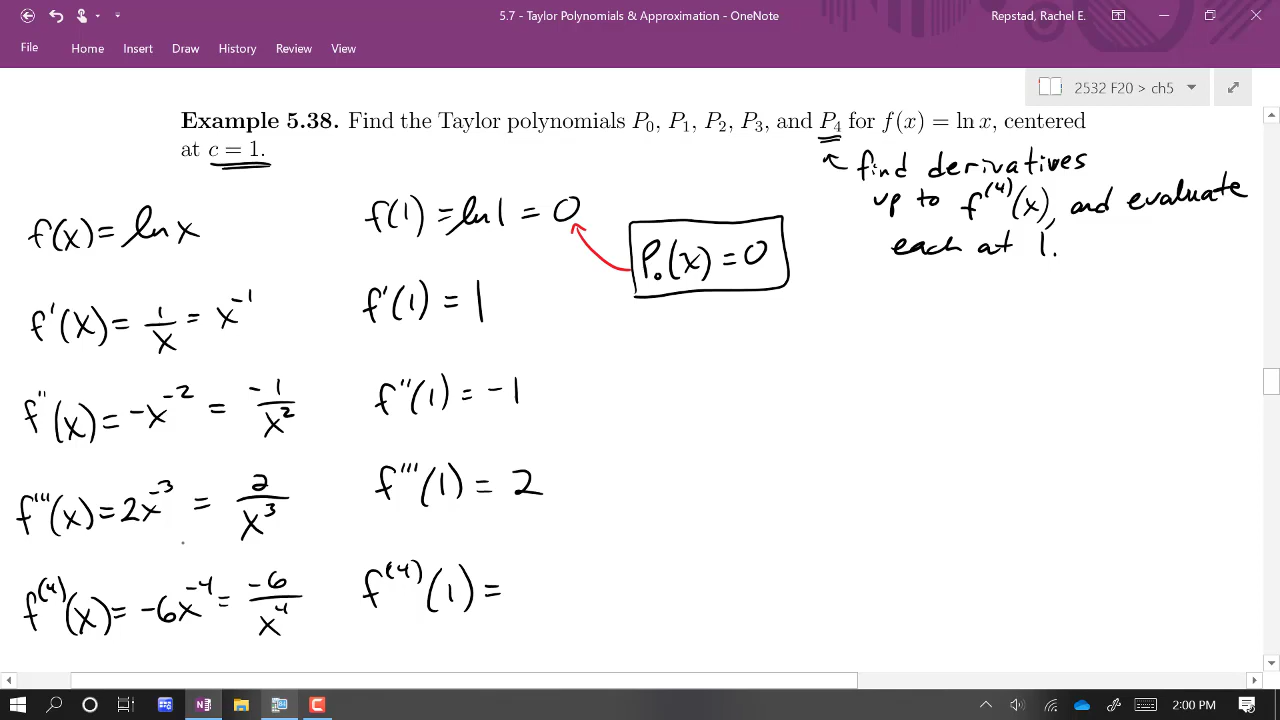 5.7 - Taylor Polynomials & Approximation - OneNote
Repstad, Rachel E.
File Home Insert Draw History Review View
2532 F20 > ch5
Example 5.38. Find the Taylor polynomials P₀, P₁, P₂, P₃, and P₄ for f(x) = ln x, centered
at c = 1.
find derivatives
up to f⁽⁴⁾(x), and evaluate
each at 1.
f(x) = ln x
f(1) = ln 1 = 0
P₀(x) = 0
f'(x) = 1/x = x⁻¹
f'(1) = 1
f''(x) = -x⁻² = -1/x²
f''(1) = -1
f'''(x) = 2x⁻³ = 2/x³
f'''(1) = 2
f⁽⁴⁾(x) = -6x⁻⁴ = -6/x⁴
f⁽⁴⁾(1) =
2:00 PM